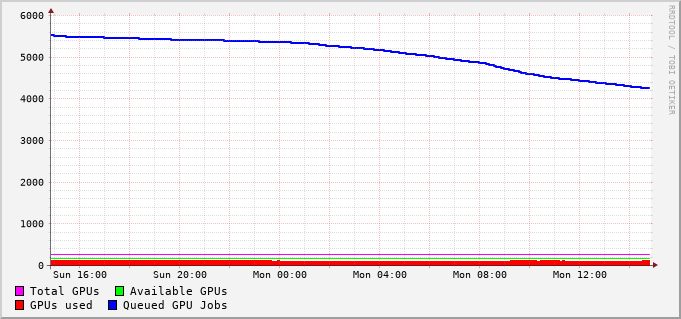 6000
5000
4000
3000
2000
1000
0
Sun 16:00 Sun 20:00 Mon 00:00 Mon 04:00 Mon 08:00 Mon 12:00
Total GPUs Available GPUs
GPUs used Queued GPU Jobs
RRDTOOL / TOBI OETIKER